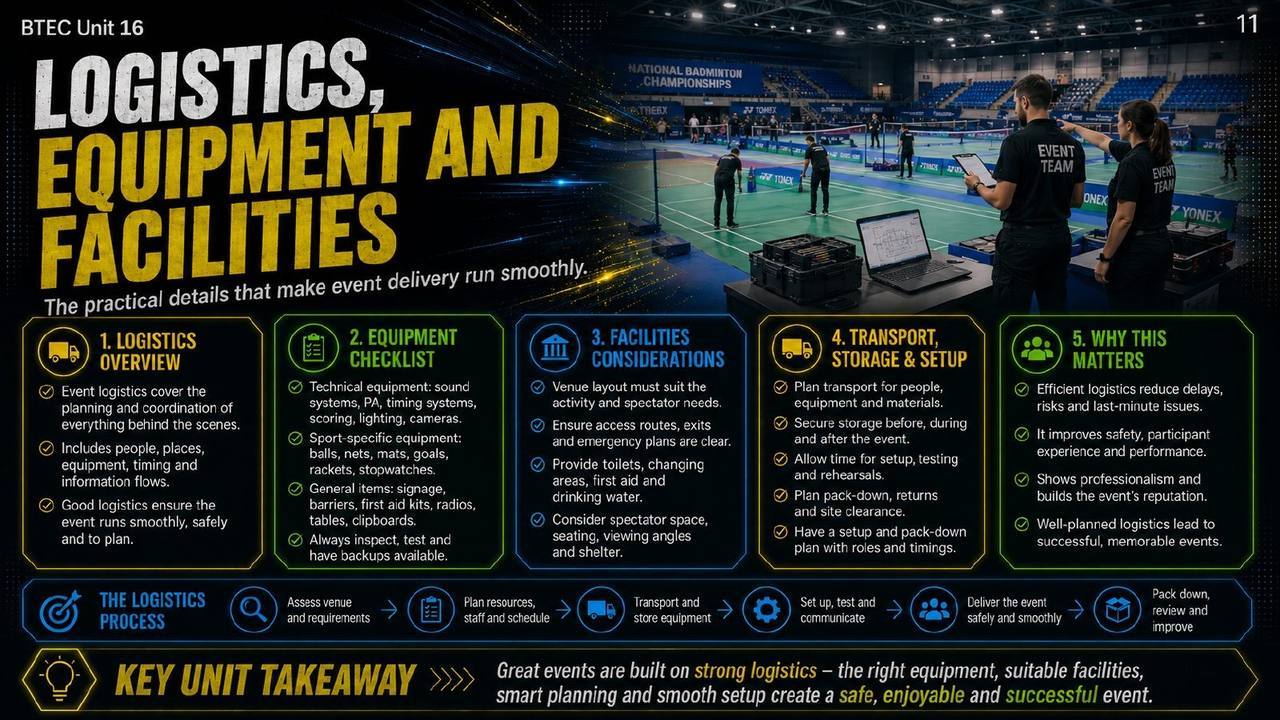 BTEC Unit 16
11
LOGISTICS,
EQUIPMENT AND
FACILITIES
The practical details that make event delivery run smoothly.
NATIONAL BADMINTON
CHAMPIONSHIPS
EVENT
TEAM
EVENT
TEAM
YONEX
1. LOGISTICS
OVERVIEW
Event logistics cover the
planning and coordination of
everything behind the scenes.
Includes people, places,
equipment, timing and
information flows.
Good logistics ensure the
event runs smoothly, safely
and to plan.
2. EQUIPMENT
CHECKLIST
Technical equipment: sound
systems, PA, timing systems,
scoring, lighting, cameras.
Sport-specific equipment:
balls, nets, mats, goals,
rackets, stopwatches.
General items: signage,
barriers, first aid kits, radios,
tables, clipboards.
Always inspect, test and
have backups available.
3. FACILITIES
CONSIDERATIONS
Venue layout must suit the
activity and spectator needs.
Ensure access routes, exits
and emergency plans are clear.
Provide toilets, changing
areas, first aid and
drinking water.
Consider spectator space,
seating, viewing angles
and shelter.
4. TRANSPORT,
STORAGE & SETUP
Plan transport for people,
equipment and materials.
Secure storage before, during
and after the event.
Allow time for setup, testing
and rehearsals.
Plan pack-down, returns
and site clearance.
Have a setup and pack-down
plan with roles and timings.
5. WHY THIS
MATTERS
Efficient logistics reduce delays,
risks and last-minute issues.
It improves safety, participant
experience and performance.
Shows professionalism and
builds the event's reputation.
Well-planned logistics lead to
successful, memorable events.
THE LOGISTICS
PROCESS
Assess venue
and requirements
Plan resources,
staff and schedule
Transport and
store equipment
Set up, test and
communicate
Deliver the event
safely and smoothly
Pack down,
review and
improve
KEY UNIT TAKEAWAY
Great events are built on strong logistics – the right equipment, suitable facilities,
smart planning and smooth setup create a safe, enjoyable and successful event.